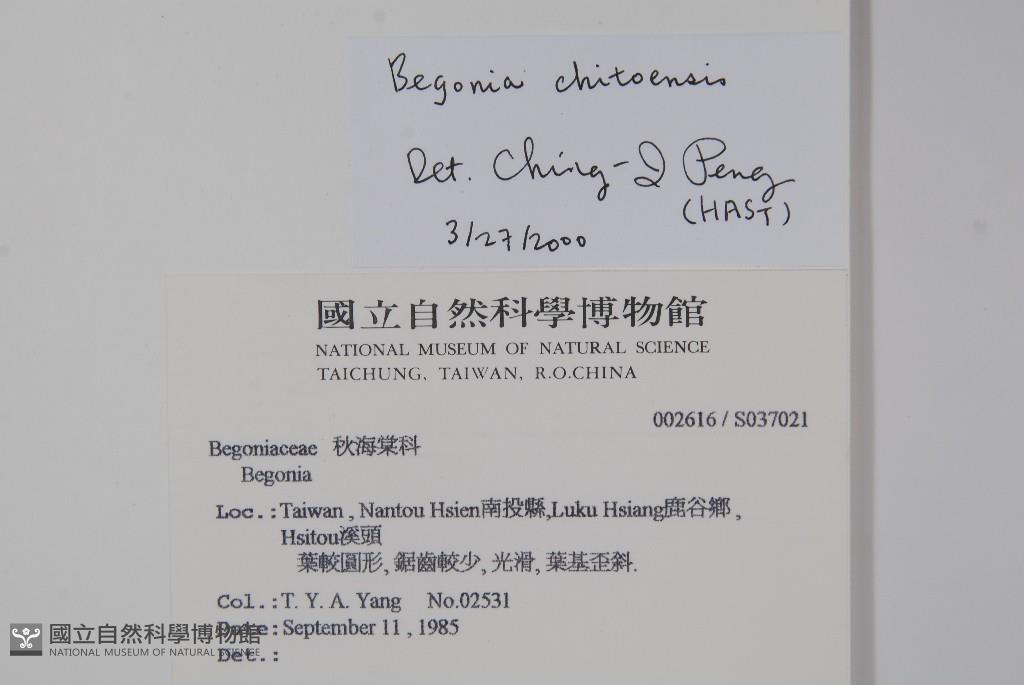 Begonia chitoensis
Det. Ching-I Peng
(HAST)
3/27/2000
國立自然科學博物館
NATIONAL MUSEUM OF NATURAL SCIENCE
TAICHUNG, TAIWAN, R.O.CHINA
002616 / S037021
Begoniaceae 秋海棠科
Begonia
Loc.:Taiwan , Nantou Hsien南投縣,Luku Hsiang鹿谷鄉 ,
Hsitou溪頭
葉較圓形, 鋸齒較少, 光滑, 葉基歪斜.
Col.:T. Y. A. Yang No.02531
Date:September 11 , 1985
Det.:
國立自然科學博物館
NATIONAL MUSEUM OF NATURAL SCIENCE